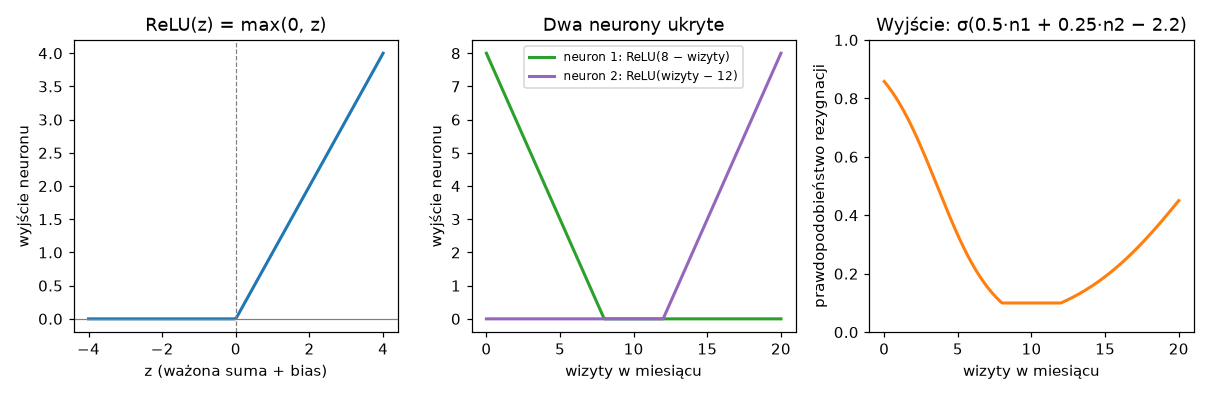 ReLU(z) = max(0, z)
wyjście neuronu
4.0
3.5
3.0
2.5
2.0
1.5
1.0
0.5
0.0
−4 −2 0 2 4
z (ważona suma + bias)
Dwa neurony ukryte
wyjście neuronu
neuron 1: ReLU(8 − wizyty)
neuron 2: ReLU(wizyty − 12)
8
7
6
5
4
3
2
1
0
0 5 10 15 20
wizyty w miesiącu
Wyjście: σ(0.5·n1 + 0.25·n2 − 2.2)
prawdopodobieństwo rezygnacji
1.0
0.8
0.6
0.4
0.2
0.0
0 5 10 15 20
wizyty w miesiącu